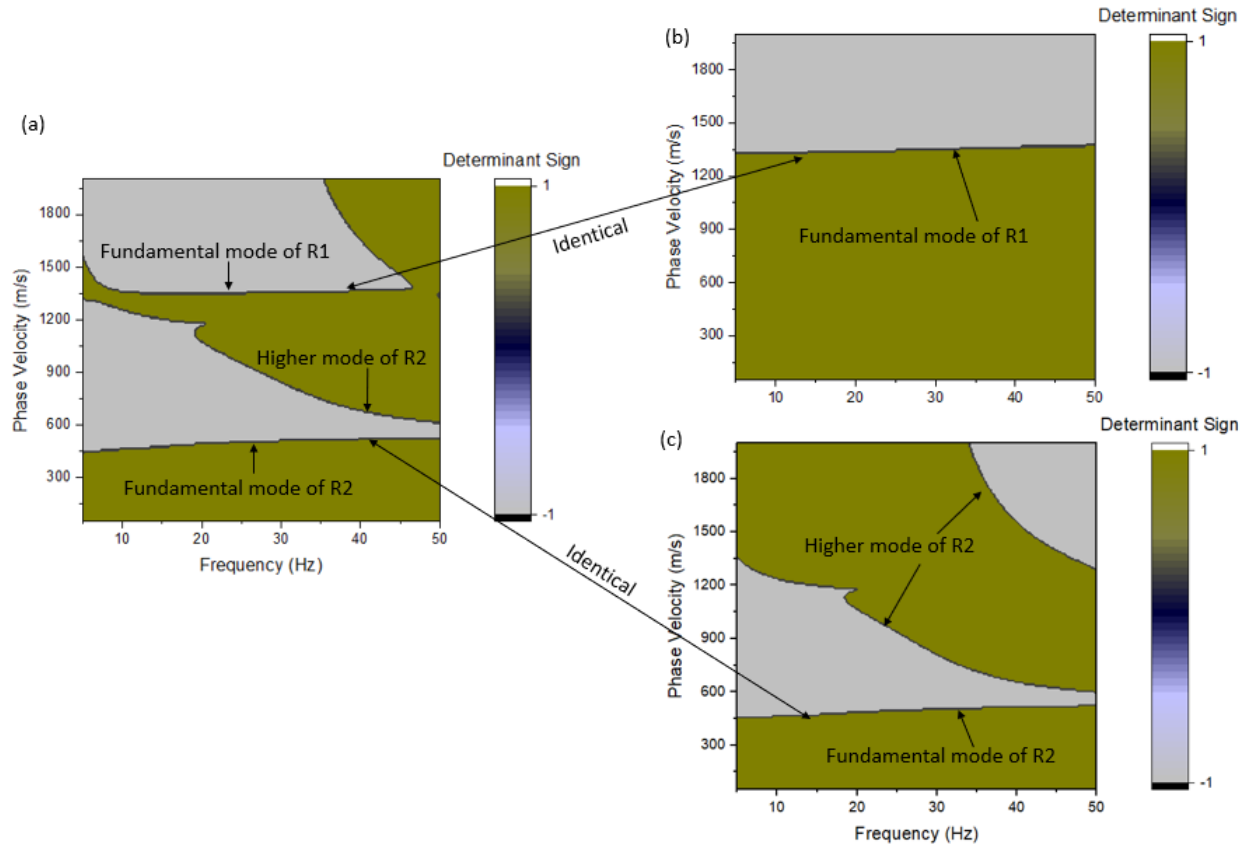 (a)
Determinant Sign
1
-1
Phase Velocity (m/s)
1800
1500
1200
900
600
300
Fundamental mode of R1
Higher mode of R2
Fundamental mode of R2
10 20 30 40 50
Frequency (Hz)
Identical
Identical
(b)
Determinant Sign
1
-1
Phase Velocity (m/s)
1800
1500
1200
900
600
300
Fundamental mode of R1
10 20 30 40 50
(c)
Determinant Sign
1
-1
Phase Velocity (m/s)
1800
1500
1200
900
600
300
Higher mode of R2
Fundamental mode of R2
10 20 30 40 50
Frequency (Hz)